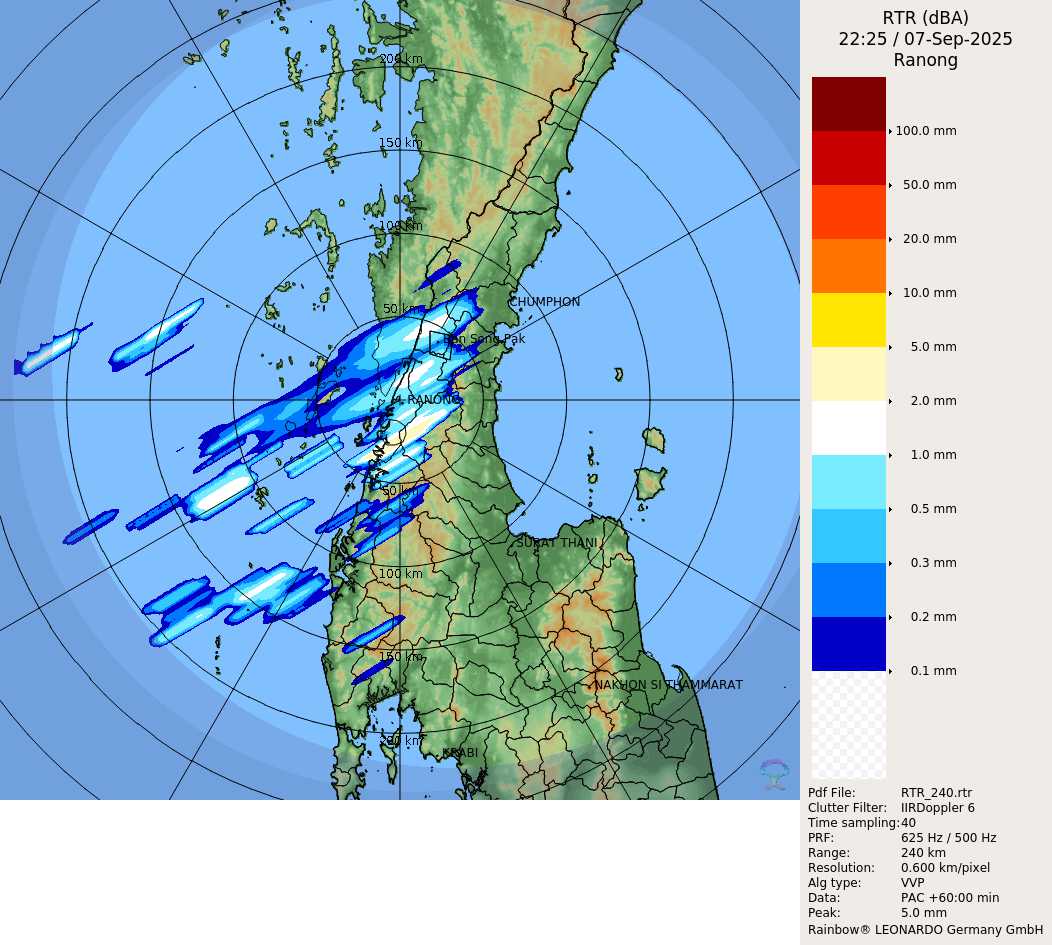 RTR (dBA)
22:25 / 07-Sep-2025
Ranong
200 km
150 km
100 km
50 km
CHUMPHON
Ban Song Pak
RANONG
50 km
SURAT THANI
100 km
150 km
NAKHON SI THAMMARAT
200 km
KRABI
100.0 mm
50.0 mm
20.0 mm
10.0 mm
5.0 mm
2.0 mm
1.0 mm
0.5 mm
0.3 mm
0.2 mm
0.1 mm
Pdf File: RTR_240.rtr
Clutter Filter: IIRDoppler 6
Time sampling: 40
PRF: 625 Hz / 500 Hz
Range: 240 km
Resolution: 0.600 km/pixel
Alg type: VVP
Data: PAC +60:00 min
Peak: 5.0 mm
Rainbow® LEONARDO Germany GmbH